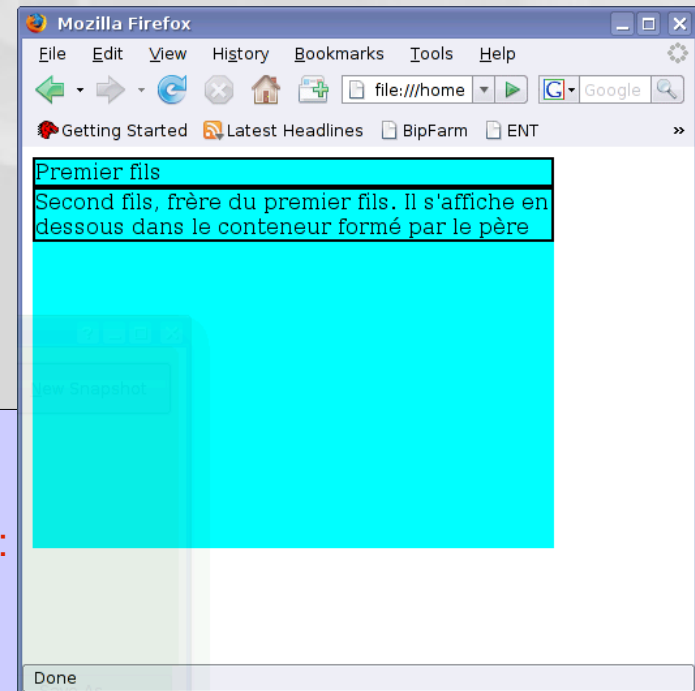 Mozilla Firefox
File Edit View History Bookmarks Tools Help
file:///home
Google
Getting Started Latest Headlines BipFarm ENT »
Premier fils
Second fils, frère du premier fils. Il s'affiche en
dessous dans le conteneur formé par le père
New Snapshot
:
Done